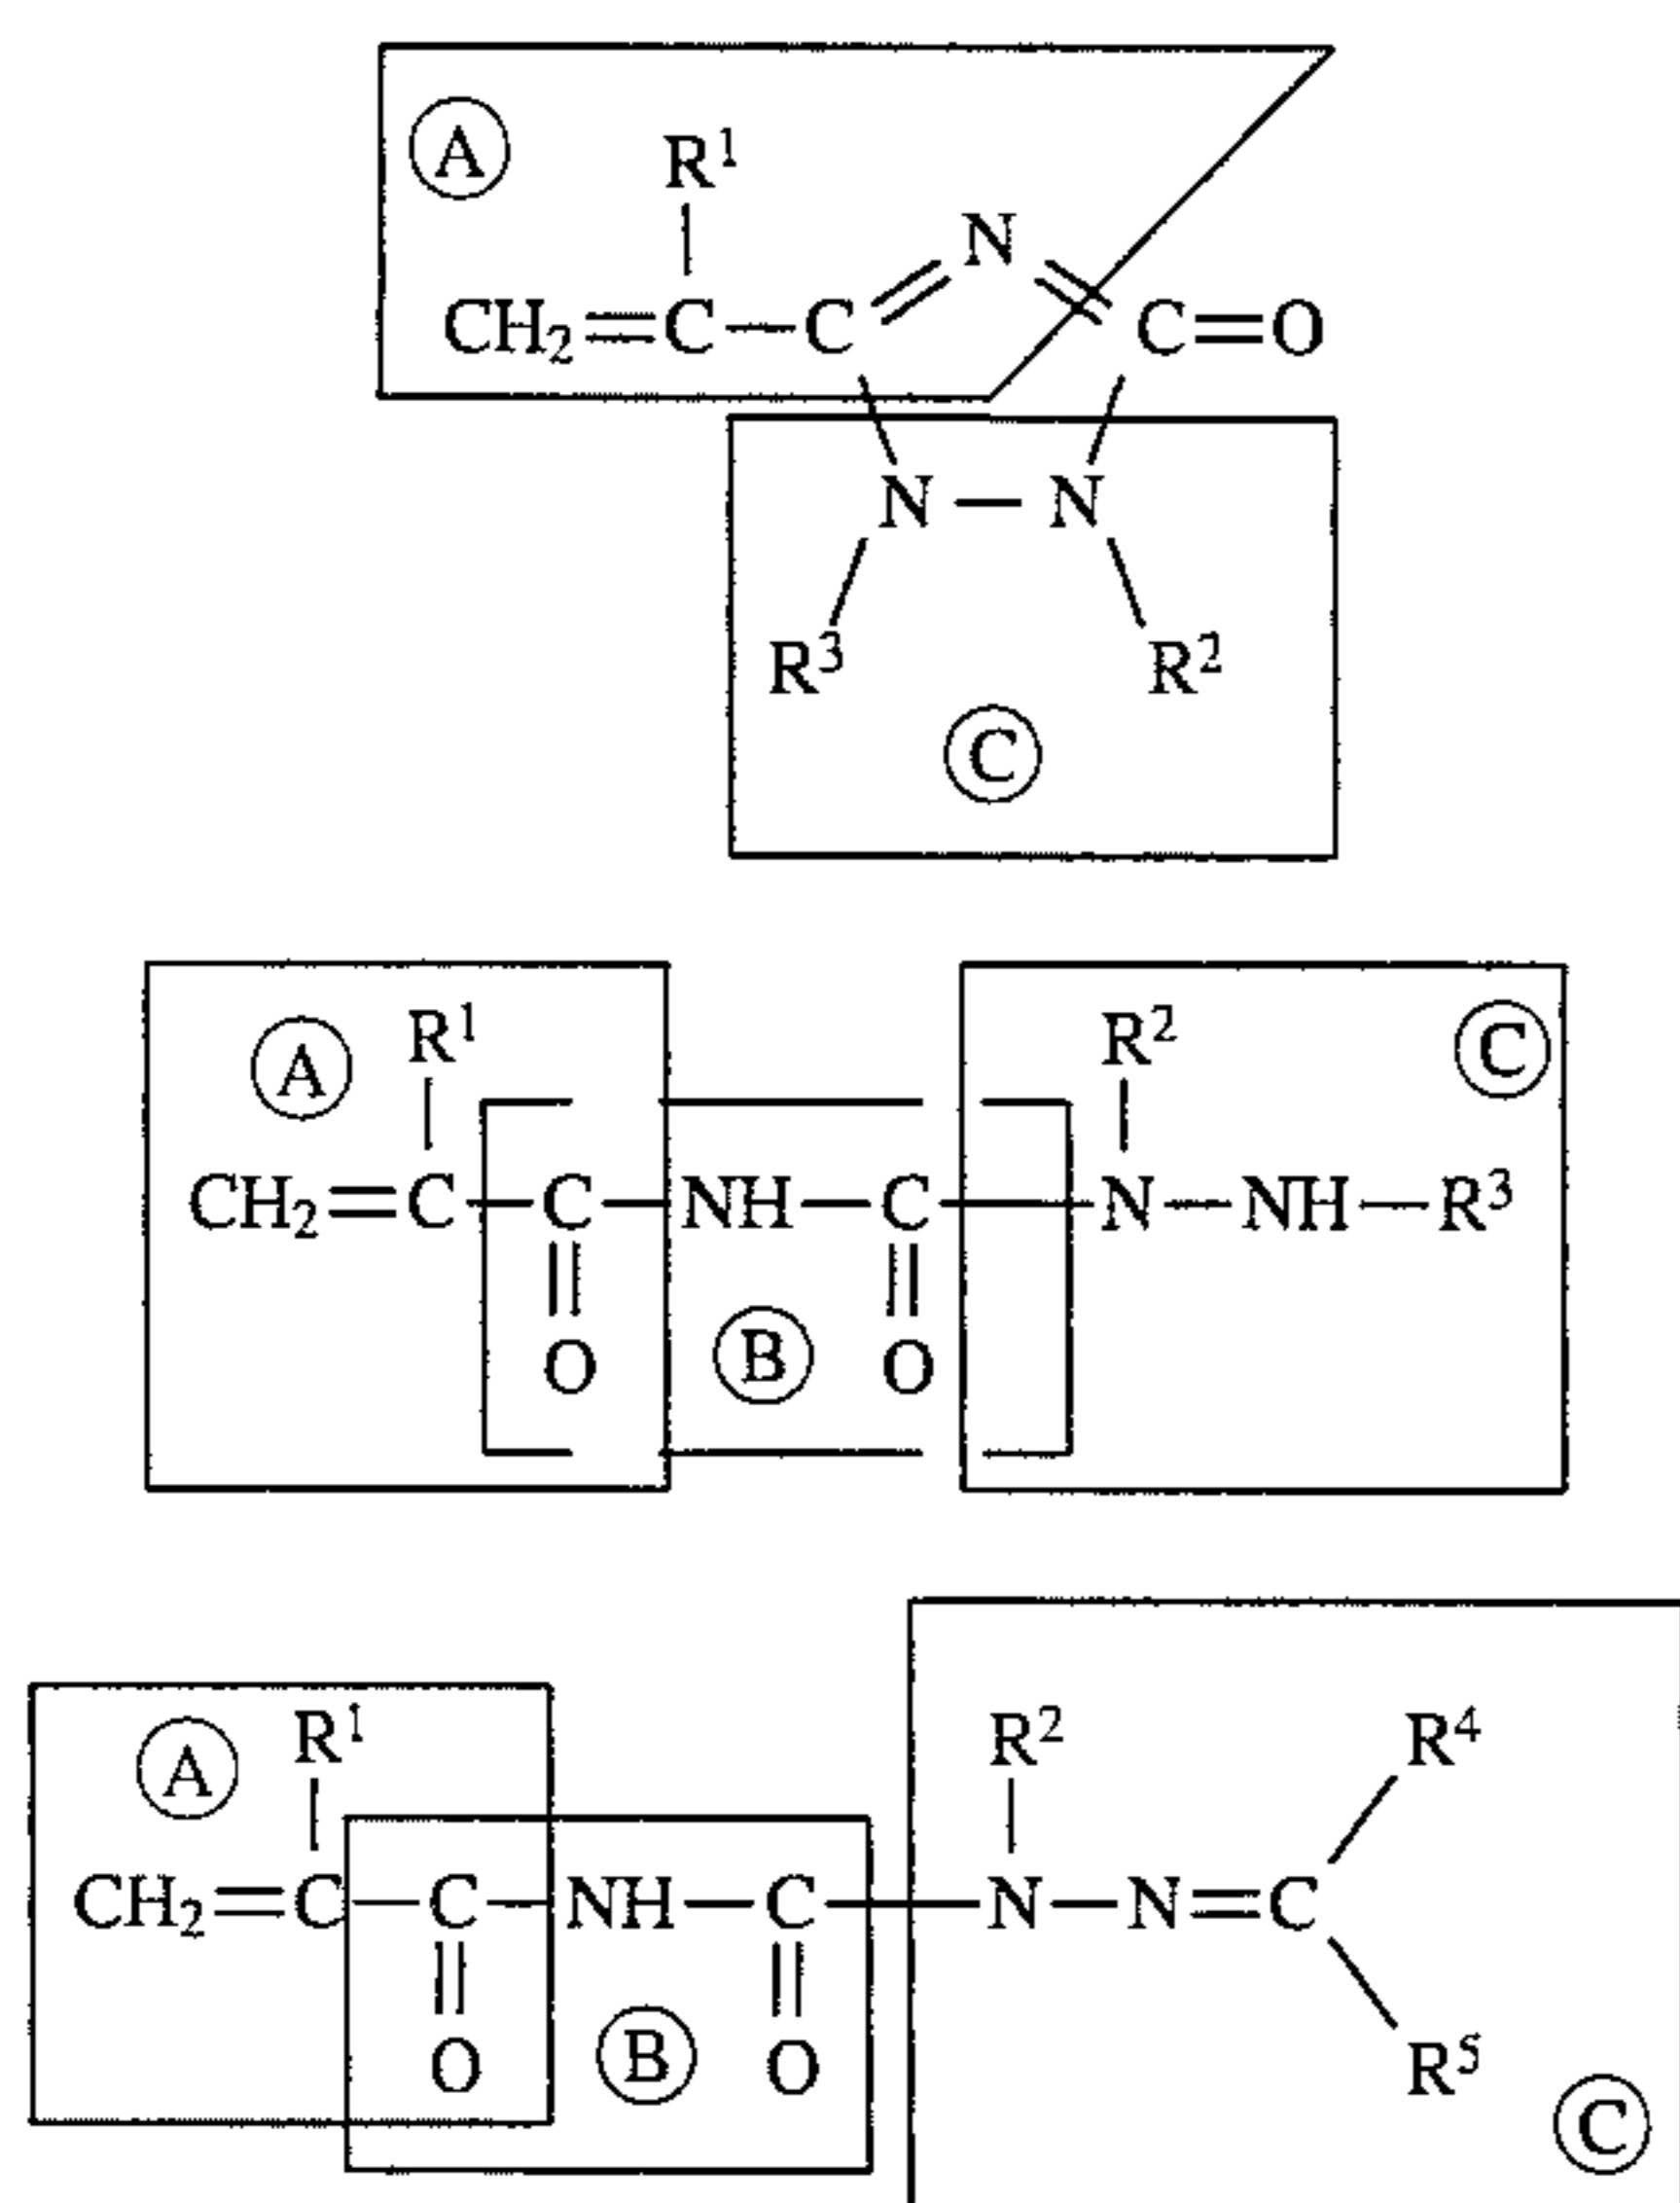 A R¹
N
CH₂=C—C C=O
N—N
R³ R²
C
A R¹ R² C
CH₂=C—C—NH—C—N—NH—R³
O B O
A R¹ R² R⁴
CH₂=C—C—NH—C—N—N=C
O B O R⁵
C